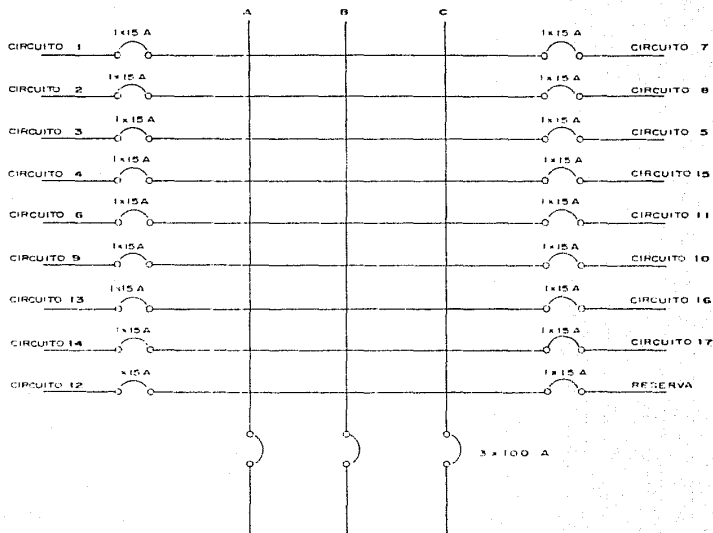 A B C
1x15 A 1x15 A
CIRCUITO 1 CIRCUITO 7
1x15 A 1x15 A
CIRCUITO 2 CIRCUITO 8
1x15 A 1x15 A
CIRCUITO 3 CIRCUITO 5
1x15 A 1x15 A
CIRCUITO 4 CIRCUITO 15
1x15 A 1x15 A
CIRCUITO 6 CIRCUITO 11
1x15 A 1x15 A
CIRCUITO 9 CIRCUITO 10
1x15 A 1x15 A
CIRCUITO 13 CIRCUITO 16
1x15 A 1x15 A
CIRCUITO 14 CIRCUITO 17
x15 A 1x15 A
CIRCUITO 12 RESERVA
3 x 100 A